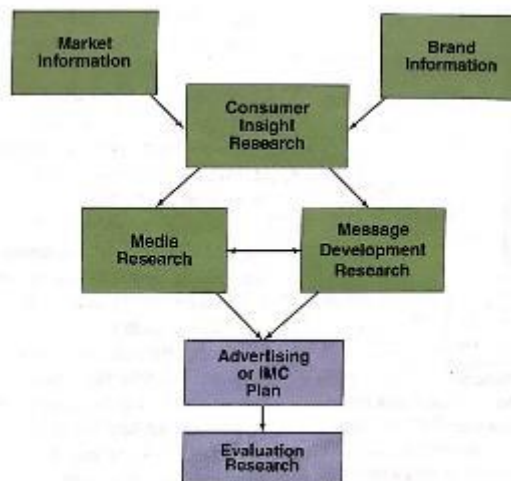 Market
Information
Brand
Information
Consumer
Insight
Research
Media
Research
Message
Development
Research
Advertising
or IMC
Plan
Evaluation
Research